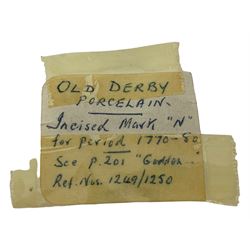 OLD DERBY
PORCELAIN.
Incised Mark "N"
for period 1770-80
See P.201 "Godden
Ref. Nos. 1249/1250